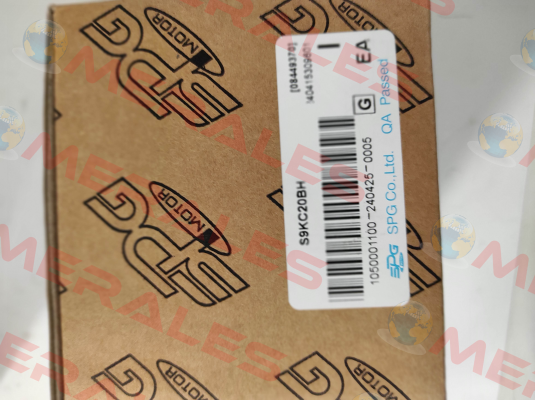 [08449370]
I
EA
S9KC20BH
G
1050001100-240425-0005
SPG SPG Co.,Ltd. QA Passed
SPG MOTOR
SPG MOTOR
MOTOR
MERALES
MERALES
MERALES